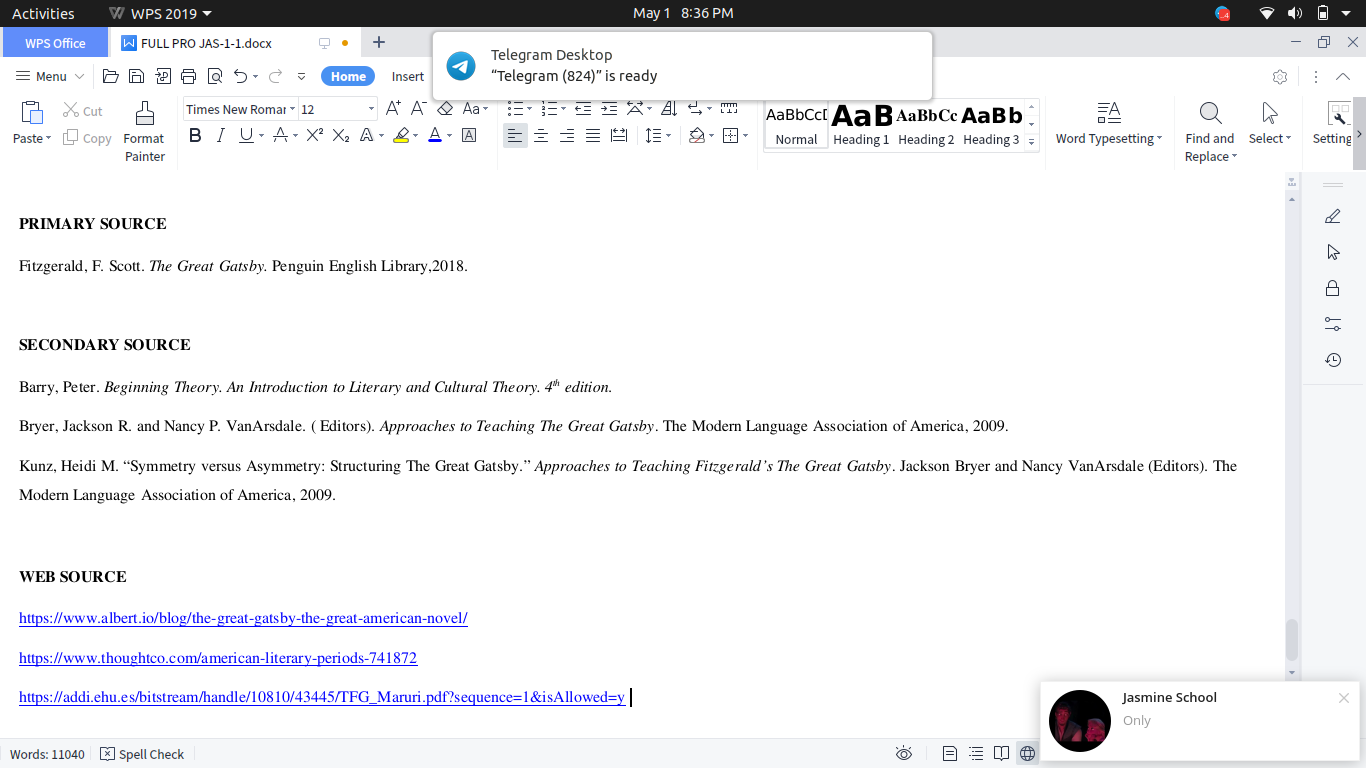 Activities WPS 2019 May 1 8:36 PM 4
WPS Office FULL PRO JAS-1-1.docx
Telegram Desktop
“Telegram (824)” is ready
Menu Home Insert
Paste Cut Copy Format Painter
Times New Roman 12
B I U A X² X₂ A A A
AaBbCcD AaB AaBbCc AaBb
Normal Heading 1 Heading 2 Heading 3
Word Typesetting Find and Replace Select Setting
PRIMARY SOURCE
Fitzgerald, F. Scott. The Great Gatsby. Penguin English Library,2018.
SECONDARY SOURCE
Barry, Peter. Beginning Theory. An Introduction to Literary and Cultural Theory. 4th edition.
Bryer, Jackson R. and Nancy P. VanArsdale. ( Editors). Approaches to Teaching The Great Gatsby. The Modern Language Association of America, 2009.
Kunz, Heidi M. “Symmetry versus Asymmetry: Structuring The Great Gatsby.” Approaches to Teaching Fitzgerald’s The Great Gatsby. Jackson Bryer and Nancy VanArsdale (Editors). The
Modern Language Association of America, 2009.
WEB SOURCE
https://www.albert.io/blog/the-great-gatsby-the-great-american-novel/
https://www.thoughtco.com/american-literary-periods-741872
https://addi.ehu.es/bitstream/handle/10810/43445/TFG_Maruri.pdf?sequence=1&isAllowed=y
Jasmine School
Only
Words: 11040 Spell Check